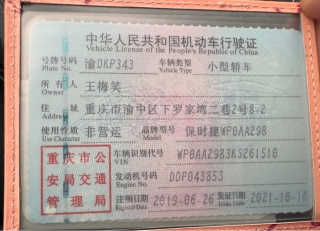 中华人民共和国机动车行驶证
Vehicle License of the People's Republic of China
号牌号码 渝DKP343 车辆类型 小型轿车
Plate No. Vehicle Type
所有人 王梅笑
Owner
住址 重庆市渝中区下罗家湾二巷2号8-2
Address
使用性质 非营运 品牌型号 保时捷WP0AA298
Use Character Model
重庆市公安局交通管理局
车辆识别代号 WP0AA2983KS261510
VIN
发动机号码 DDP043853
Engine No.
注册日期 2019-06-26 发证日期 2021-10-18
Register Date Issue Date